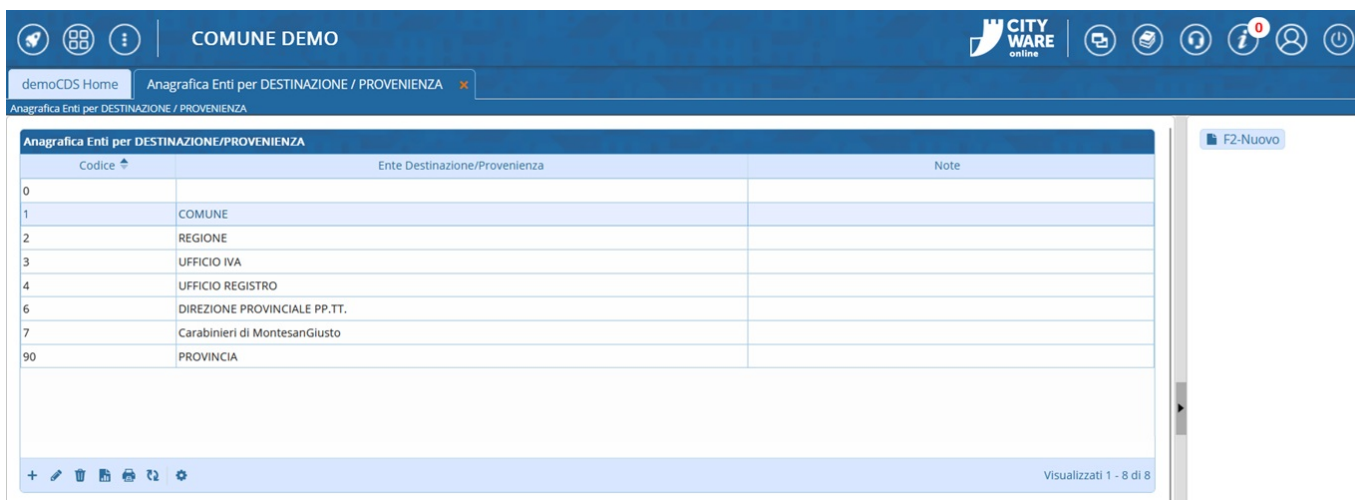 COMUNE DEMO
CITY
WARE
online
i
0
demoCDS Home
Anagrafica Enti per DESTINAZIONE / PROVENIENZA ×
Anagrafica Enti per DESTINAZIONE / PROVENIENZA
Anagrafica Enti per DESTINAZIONE/PROVENIENZA
F2-Nuovo
Codice Ente Destinazione/Provenienza Note
0
1 COMUNE
2 REGIONE
3 UFFICIO IVA
4 UFFICIO REGISTRO
6 DIREZIONE PROVINCIALE PP.TT.
7 Carabinieri di MontesanGiusto
90 PROVINCIA
Visualizzati 1 - 8 di 8